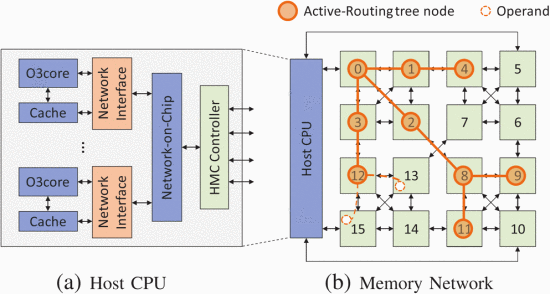 Active-Routing tree node Operand
O3core
Cache
Network Interface
...
O3core
Cache
Network Interface
Network-on-Chip
HMC Controller
Host CPU
0 1 4 5
3 2 7 6
12 13 8 9
15 14 11 10
(a) Host CPU (b) Memory Network